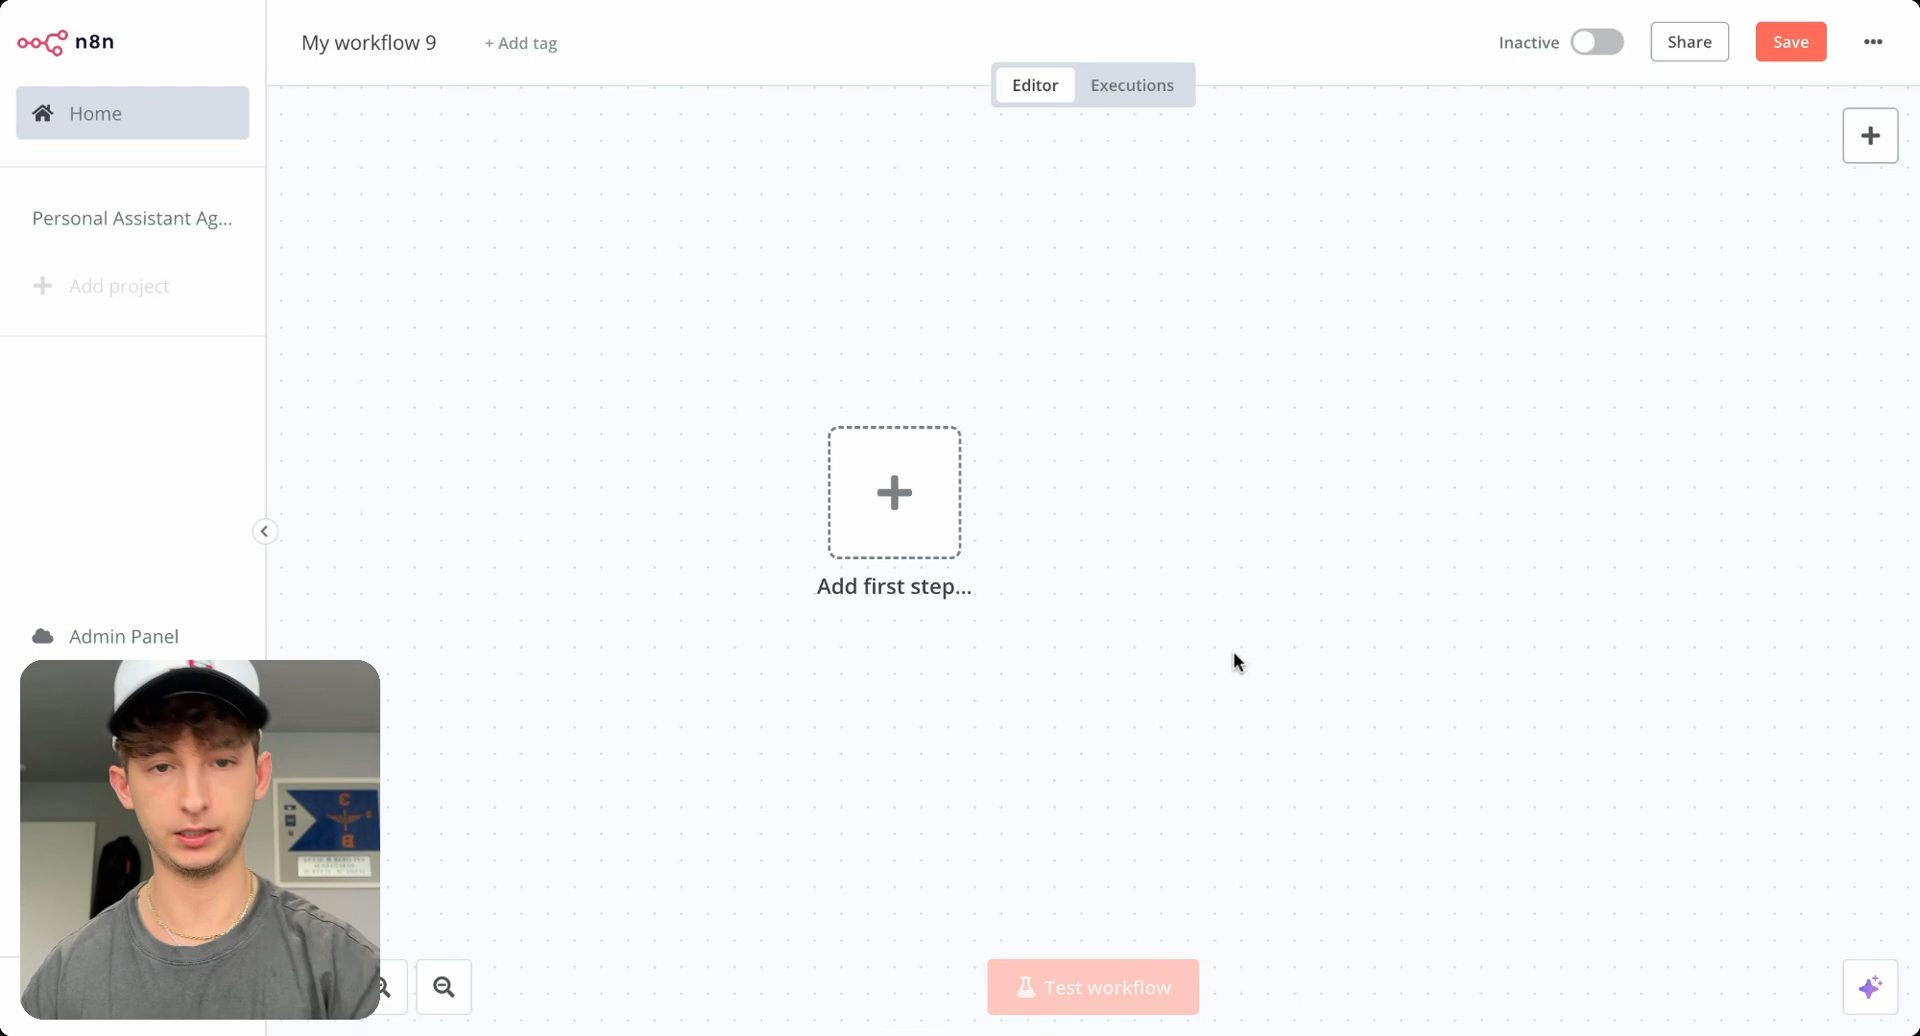 n8n
My workflow 9
+ Add tag
Inactive
Share
Save
Editor
Executions
Home
Personal Assistant Ag...
Add project
Add first step...
Admin Panel
Test workflow